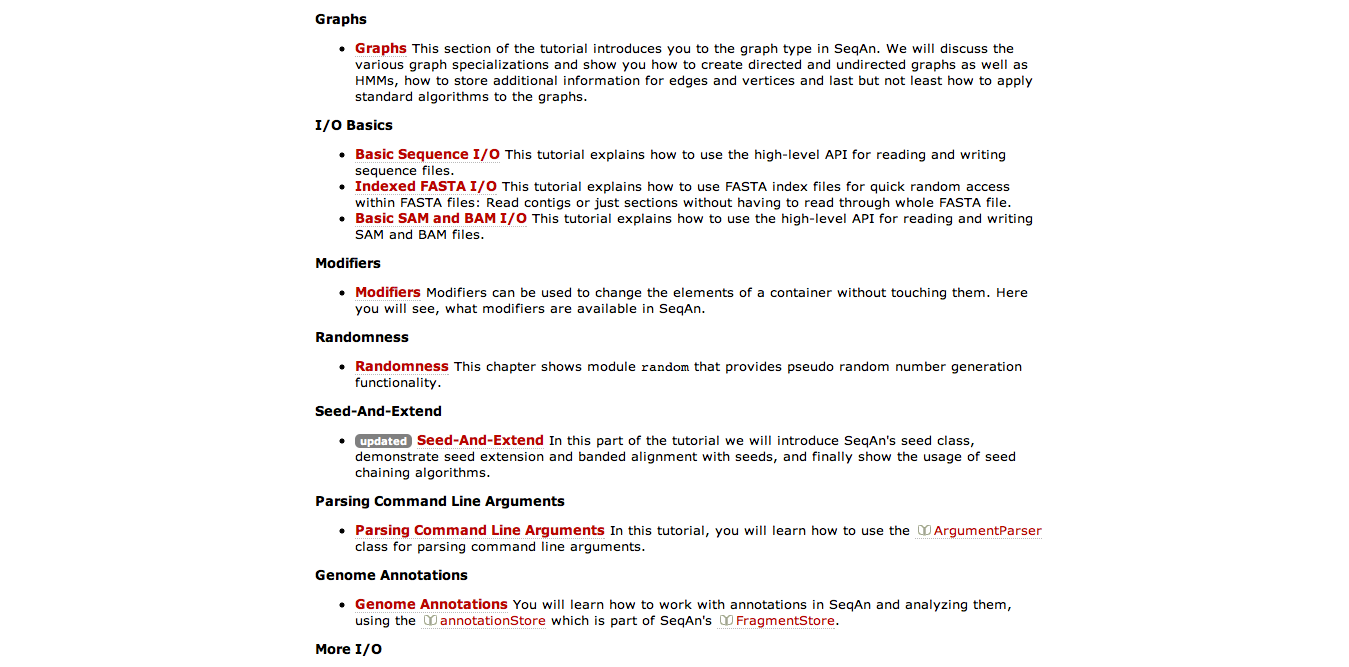 Graphs
Graphs This section of the tutorial introduces you to the graph type in SeqAn. We will discuss the
various graph specializations and show you how to create directed and undirected graphs as well as
HMMs, how to store additional information for edges and vertices and last but not least how to apply
standard algorithms to the graphs.
I/O Basics
Basic Sequence I/O This tutorial explains how to use the high-level API for reading and writing
sequence files.
Indexed FASTA I/O This tutorial explains how to use FASTA index files for quick random access
within FASTA files: Read contigs or just sections without having to read through whole FASTA file.
Basic SAM and BAM I/O This tutorial explains how to use the high-level API for reading and writing
SAM and BAM files.
Modifiers
Modifiers Modifiers can be used to change the elements of a container without touching them. Here
you will see, what modifiers are available in SeqAn.
Randomness
Randomness This chapter shows module random that provides pseudo random number generation
functionality.
Seed-And-Extend
updated Seed-And-Extend In this part of the tutorial we will introduce SeqAn's seed class,
demonstrate seed extension and banded alignment with seeds, and finally show the usage of seed
chaining algorithms.
Parsing Command Line Arguments
Parsing Command Line Arguments In this tutorial, you will learn how to use the ArgumentParser
class for parsing command line arguments.
Genome Annotations
Genome Annotations You will learn how to work with annotations in SeqAn and analyzing them,
using the annotationStore which is part of SeqAn's FragmentStore.
More I/O